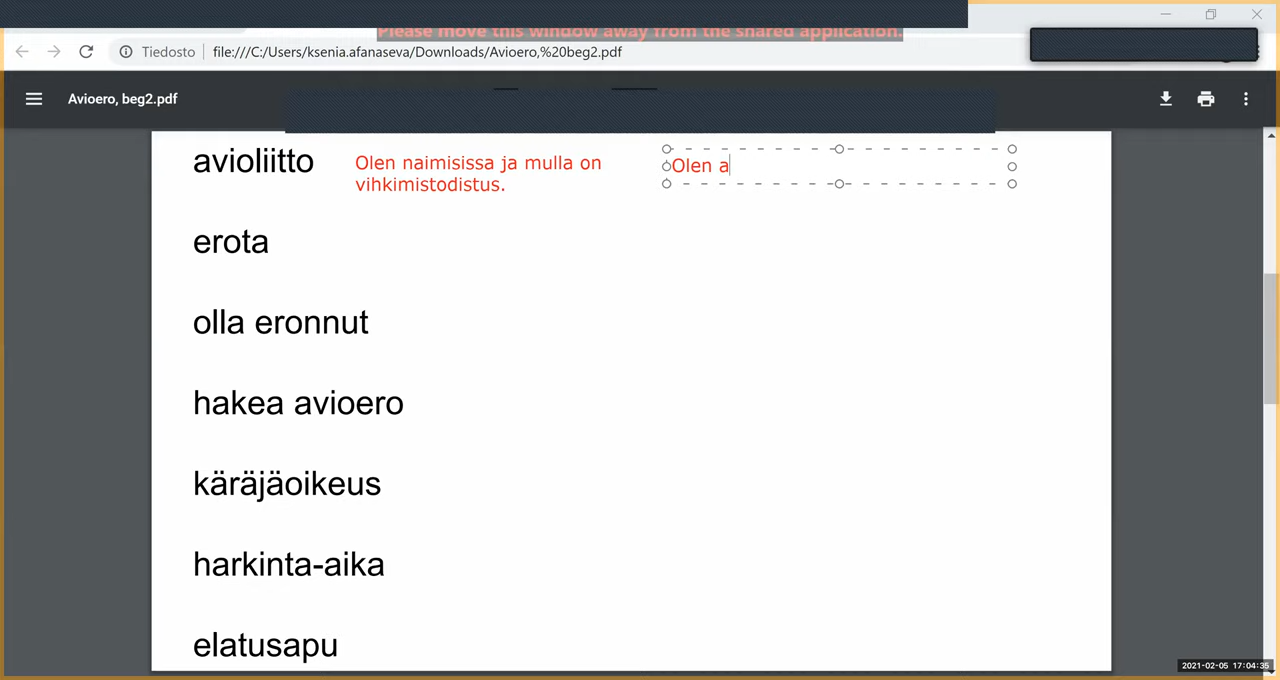 Please move this window away from the shared application.
Tiedosto
file:///C:/Users/ksenia.afanaseva/Downloads/Avioero,%20beg2.pdf
Avioero, beg2.pdf
avioliitto
Olen naimisissa ja mulla on
vihkimistodistus.
Olen a
erota
olla eronnut
hakea avioero
käräjäoikeus
harkinta-aika
elatusapu
2021-02-05 17:04:35